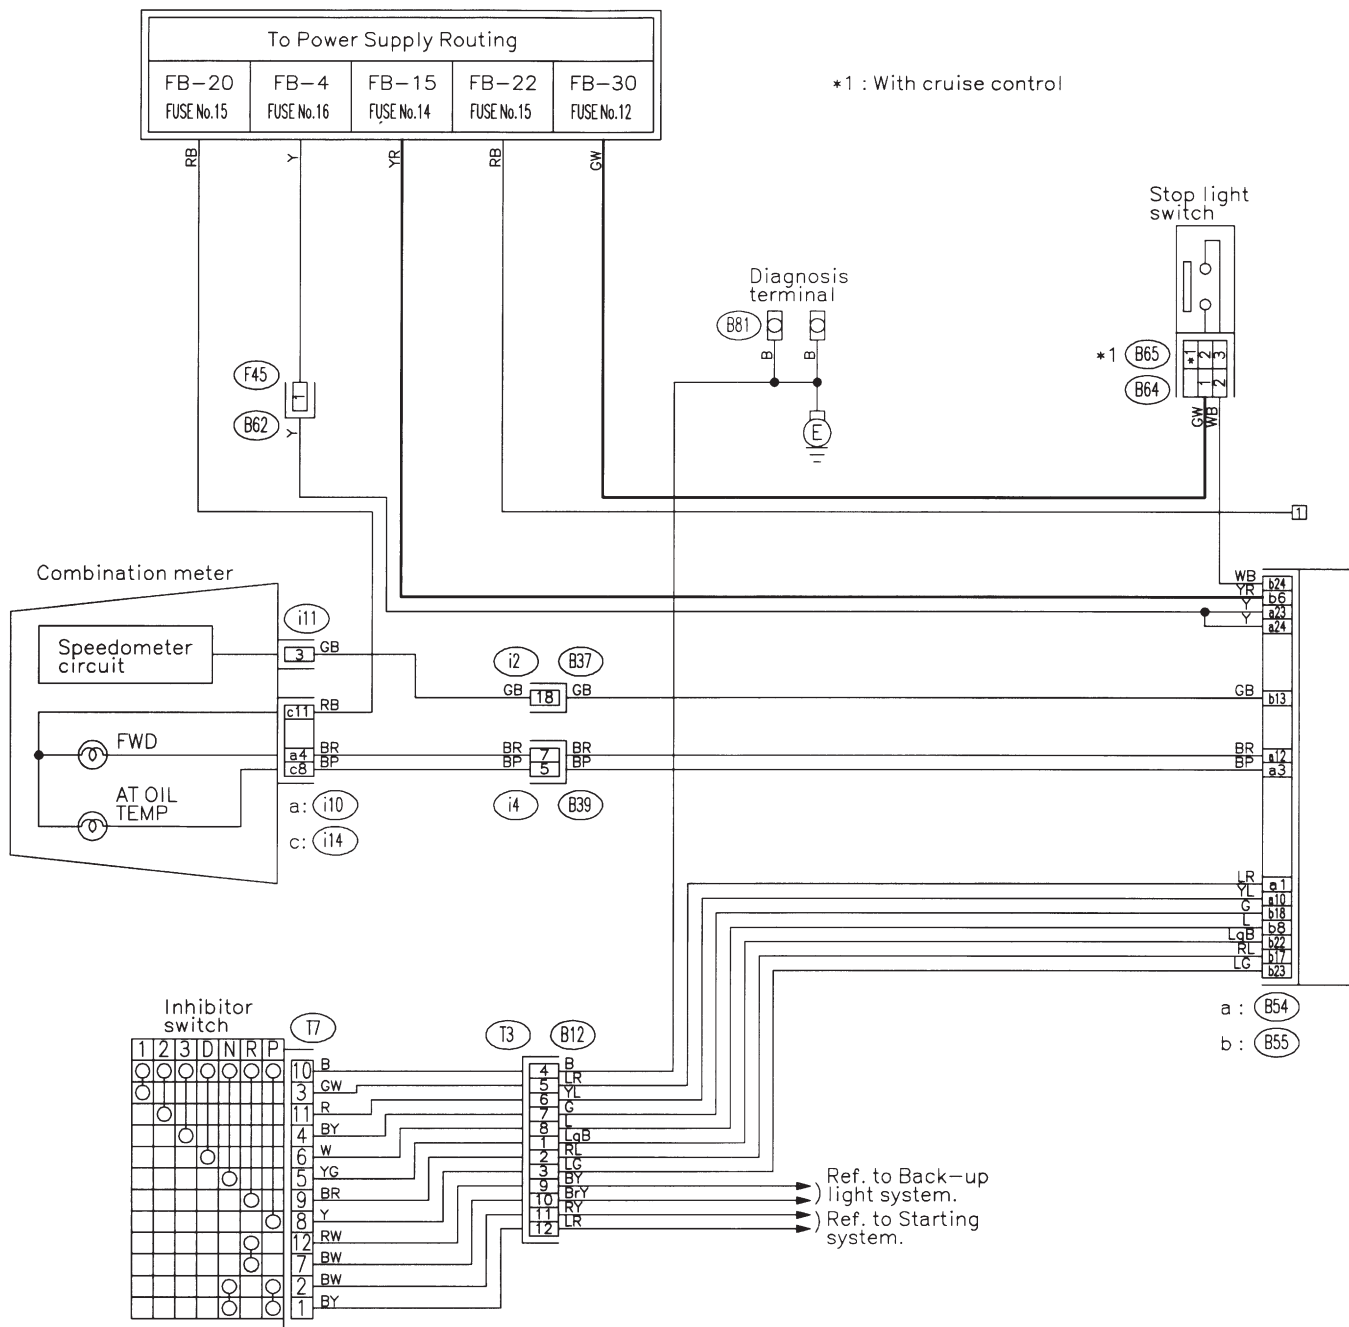 To Power Supply Routing
FB-20 FB-4 FB-15 FB-22 FB-30
FUSE No.15 FUSE No.16 FUSE No.14 FUSE No.15 FUSE No.12
*1 : With cruise control
RB Y YR RB GW
Stop light
switch
Diagnosis
terminal
B81
B B
*1 B65
*1 2 3
B64
1 2
GW WB
F45
1
B62
Y
E
1
Combination meter
WB b24
YR b6
Y a23
Y a24
i11
Speedometer
circuit
3 GB
i2 B37
GB 18 GB
GB b13
c11 RB
FWD
a4 BR
BR 7 BR
BR a12
c8 BP
BP 5 BP
BP a3
AT OIL
TEMP
a: i10
i4 B39
c: i14
LR a1
YL a10
G b18
L b8
LgB b22
RL b17
LG b23
a : B54
b : B55
Inhibitor
switch
T7
T3 B12
1 2 3 D N R P
10 B
3 GW
11 R
4 BY
6 W
5 YG
9 BR
8 Y
12 RW
7 BW
2 BW
1 BY
4 B
5 LR
6 YL
7 G
8 L
1 LgB
2 RL
3 LG
9 BY
10 BrY
11 RY
12 LR
Ref. to Back-up
light system.
Ref. to Starting
system.